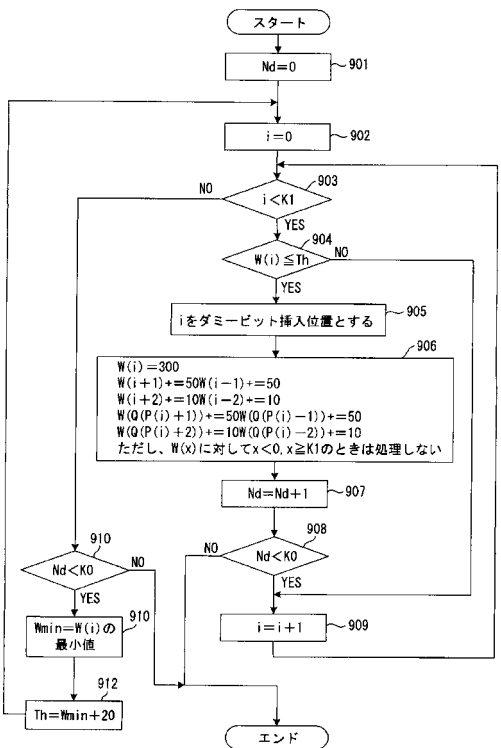 スタート
Nd=0
901
i=0
902
903
NO
i<K1
YES
904
NO
W(i)≦Th
YES
905
iをダミービット挿入位置とする
906
W(i)=300
W(i+1)+=50W(i-1)+=50
W(i+2)+=10W(i-2)+=10
W(Q(P(i)+1))+=50W(Q(P(i)-1))+=50
W(Q(P(i)+2))+=10W(Q(P(i)-2))+=10
ただし、W(x)に対してx<0,x≧K1のときは処理しない
907
Nd=Nd+1
908
NO
Nd<K0
YES
i=i+1
909
910
Nd<K0
NO
YES
910
Wmin=W(i)の
最小値
912
Th=Wmin+20
エンド